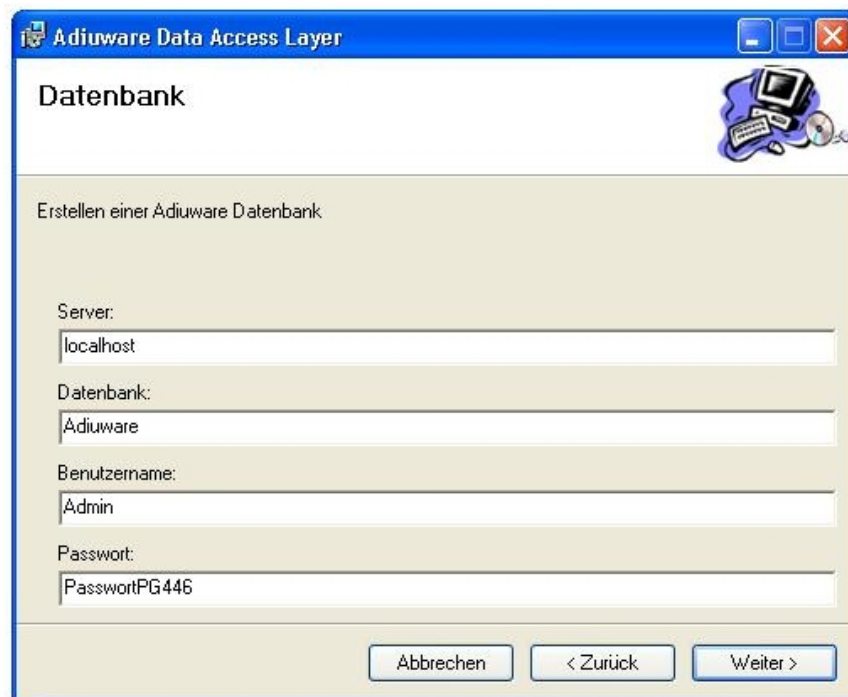 Adiuware Data Access Layer
Datenbank
Erstellen einer Adiuware Datenbank
Server:
localhost
Datenbank:
Adiuware
Benutzername:
Admin
Passwort:
PasswortPG446
Abbrechen
< Zurück
Weiter >